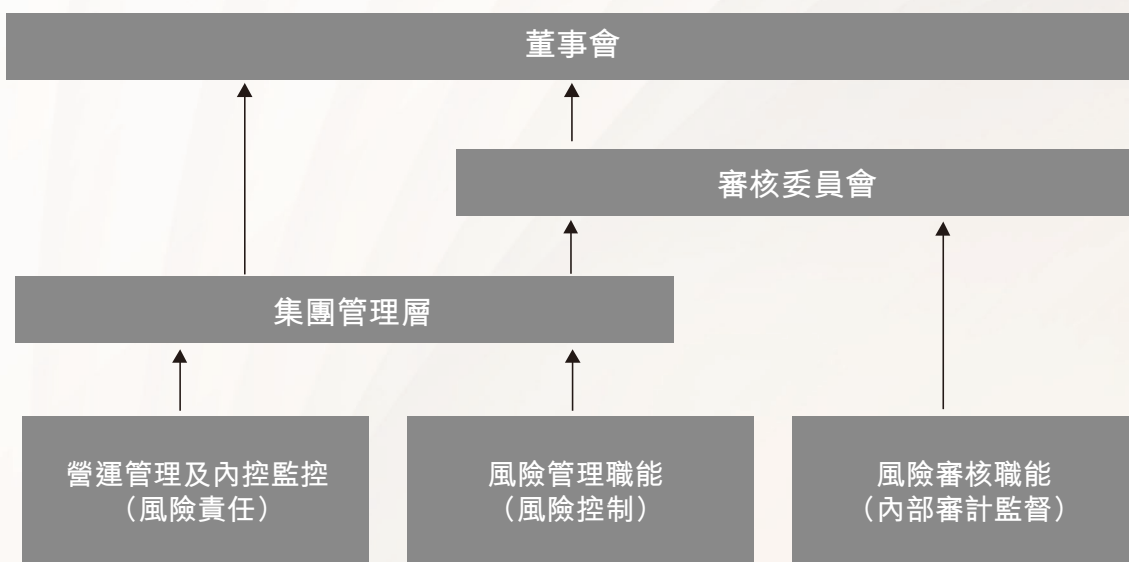 董事會
審核委員會
集團管理層
營運管理及內控監控
（風險責任）
風險管理職能
（風險控制）
風險審核職能
（內部審計監督）